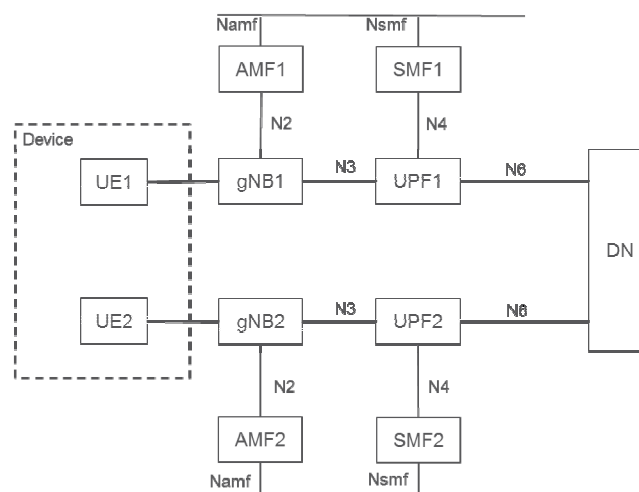 Namf Nsmf
AMF1 SMF1
N2 N4
Device
UE1 gNB1 N3 UPF1 N6
DN
UE2 gNB2 N3 UPF2 N6
N2 N4
AMF2 SMF2
Namf Nsmf